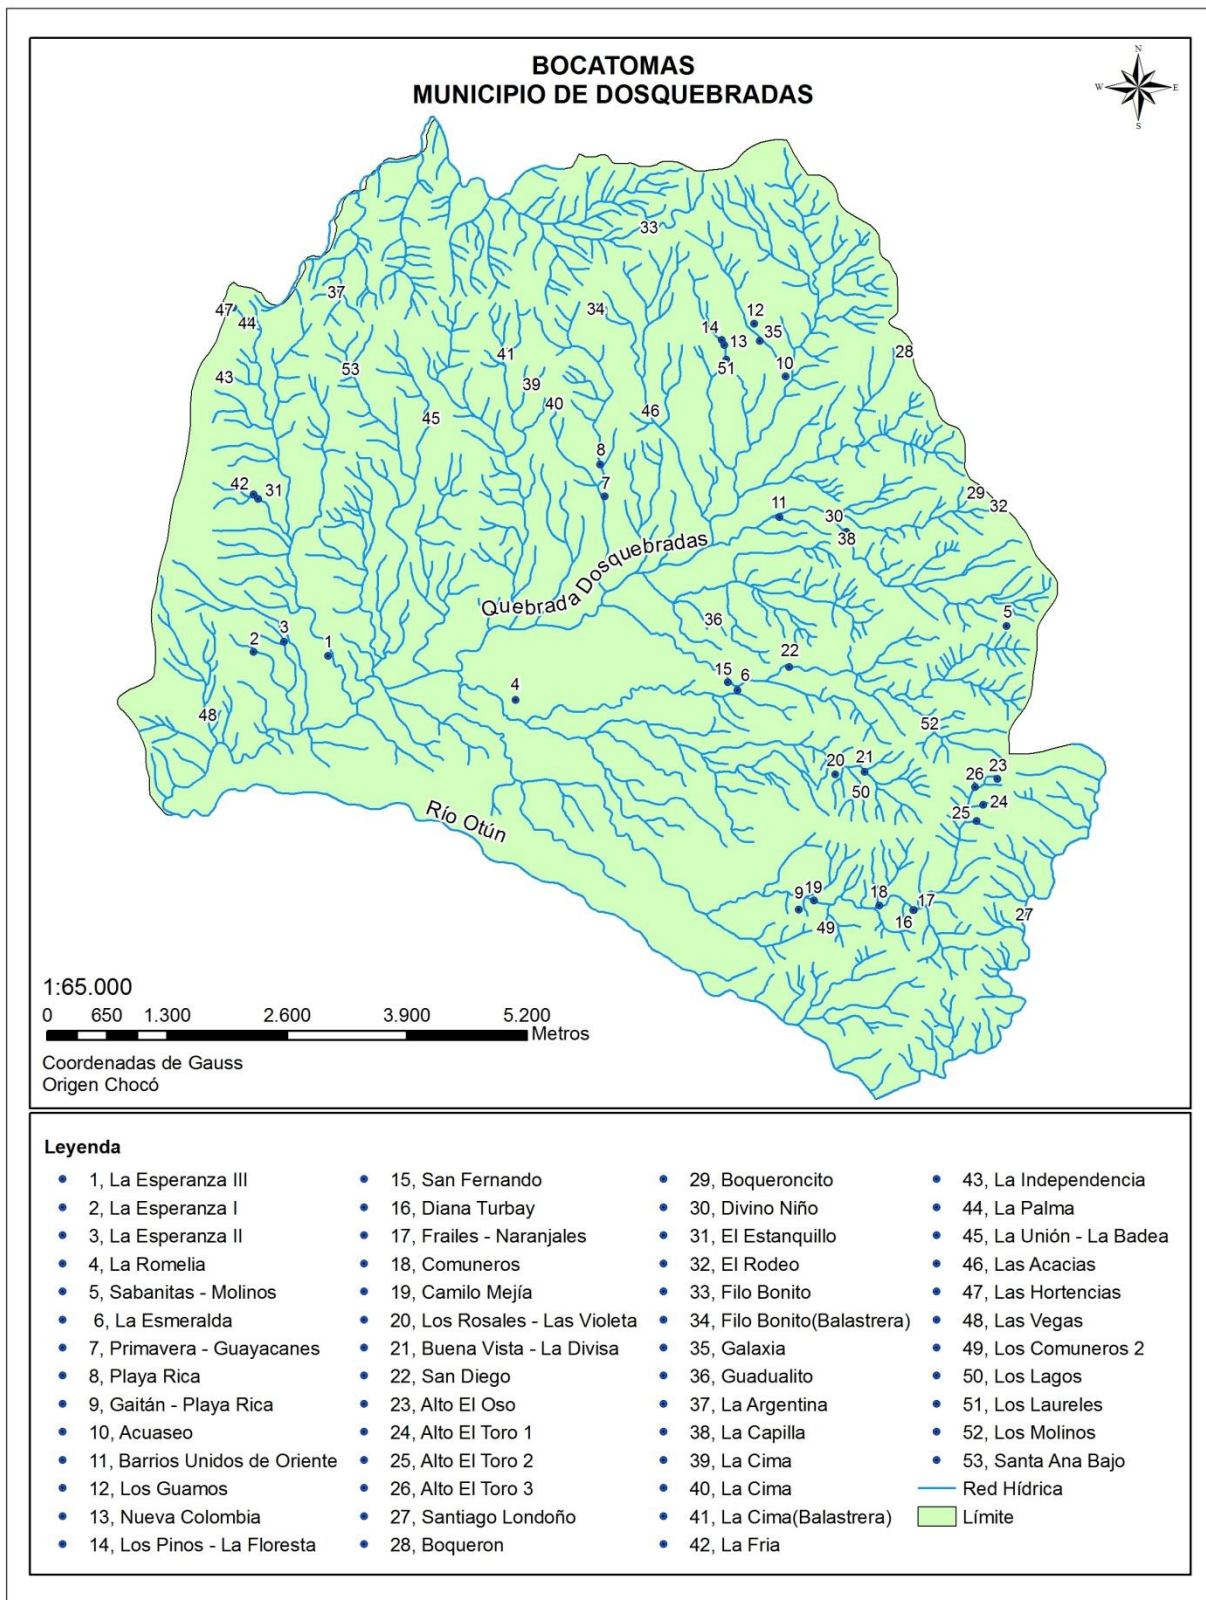 BOCATOMAS
MUNICIPIO DE DOSQUEBRADAS
N
W
E
S
33
37
47
44
34
12
14
13
35
41
28
51
10
43
53
39
40
45
46
8
42
31
7
29
32
11
30
38
Quebrada Dosquebradas
5
36
3
2
1
22
15
6
4
48
52
20
21
23
26
50
24
25
9
19
18
17
16
49
27
Río Otún
1:65.000
0 650 1.300 2.600 3.900 5.200
Metros
Coordenadas de Gauss
Origen Chocó
Leyenda
1, La Esperanza III
2, La Esperanza I
3, La Esperanza II
4, La Romelia
5, Sabanitas - Molinos
6, La Esmeralda
7, Primavera - Guayacanes
8, Playa Rica
9, Gaitán - Playa Rica
10, Acuaseo
11, Barrios Unidos de Oriente
12, Los Guamos
13, Nueva Colombia
14, Los Pinos - La Floresta
15, San Fernando
16, Diana Turbay
17, Frailes - Naranjales
18, Comuneros
19, Camilo Mejía
20, Los Rosales - Las Violeta
21, Buena Vista - La Divisa
22, San Diego
23, Alto El Oso
24, Alto El Toro 1
25, Alto El Toro 2
26, Alto El Toro 3
27, Santiago Londoño
28, Boqueron
29, Boqueroncito
30, Divino Niño
31, El Estanquillo
32, El Rodeo
33, Filo Bonito
34, Filo Bonito(Balastrera)
35, Galaxia
36, Guadualito
37, La Argentina
38, La Capilla
39, La Cima
40, La Cima
41, La Cima(Balastrera)
42, La Fria
43, La Independencia
44, La Palma
45, La Unión - La Badea
46, Las Acacias
47, Las Hortencias
48, Las Vegas
49, Los Comuneros 2
50, Los Lagos
51, Los Laureles
52, Los Molinos
53, Santa Ana Bajo
Red Hídrica
Límite